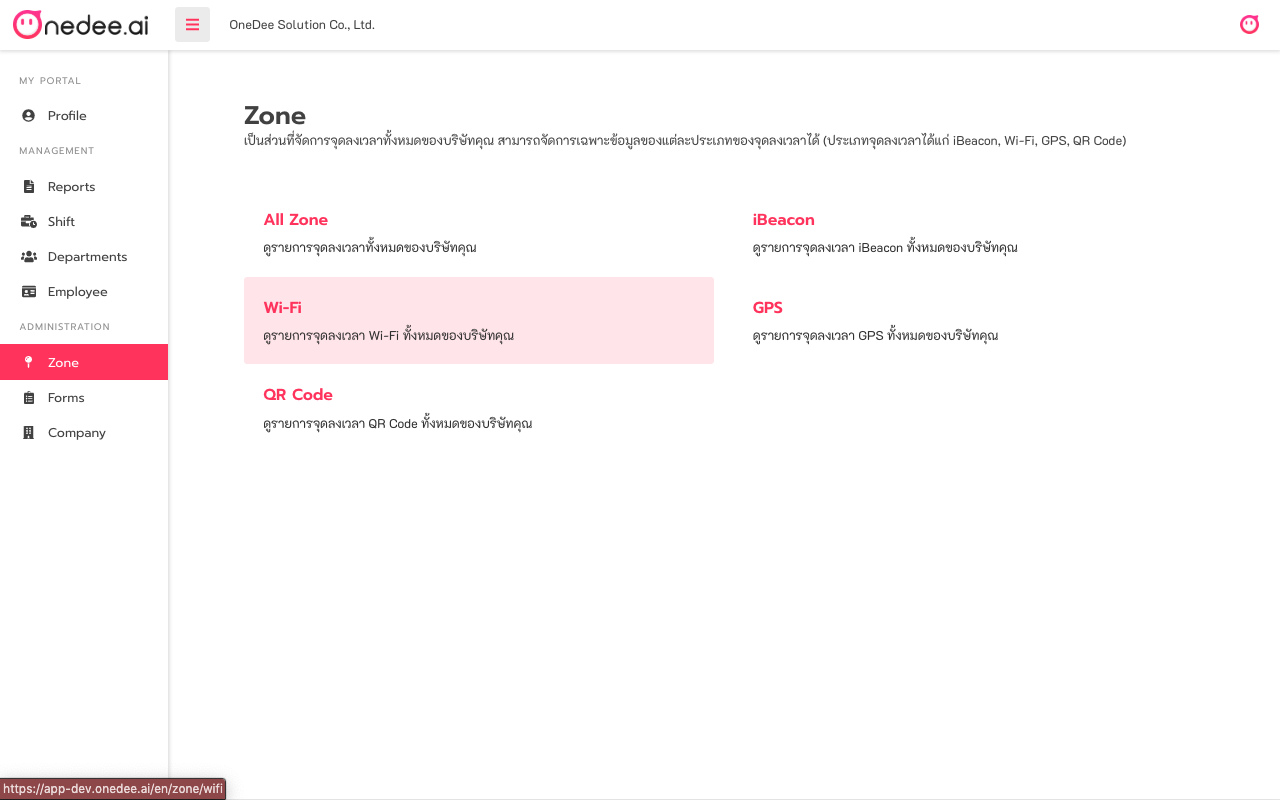 Onedee.ai
OneDee Solution Co., Ltd.
MY PORTAL
Profile
MANAGEMENT
Reports
Shift
Departments
Employee
ADMINISTRATION
Zone
Forms
Company
Zone
เป็นส่วนที่จัดการจุดลงเวลาทั้งหมดของบริษัทคุณ สามารถจัดการเฉพาะข้อมูลของแต่ละประเภทของจุดลงเวลาได้ (ประเภทจุดลงเวลาได้แก่ iBeacon, Wi-Fi, GPS, QR Code)
All Zone
ดูรายการจุดลงเวลาทั้งหมดของบริษัทคุณ
iBeacon
ดูรายการจุดลงเวลา iBeacon ทั้งหมดของบริษัทคุณ
Wi-Fi
ดูรายการจุดลงเวลา Wi-Fi ทั้งหมดของบริษัทคุณ
GPS
ดูรายการจุดลงเวลา GPS ทั้งหมดของบริษัทคุณ
QR Code
ดูรายการจุดลงเวลา QR Code ทั้งหมดของบริษัทคุณ
https://app-dev.onedee.ai/en/zone/wifi